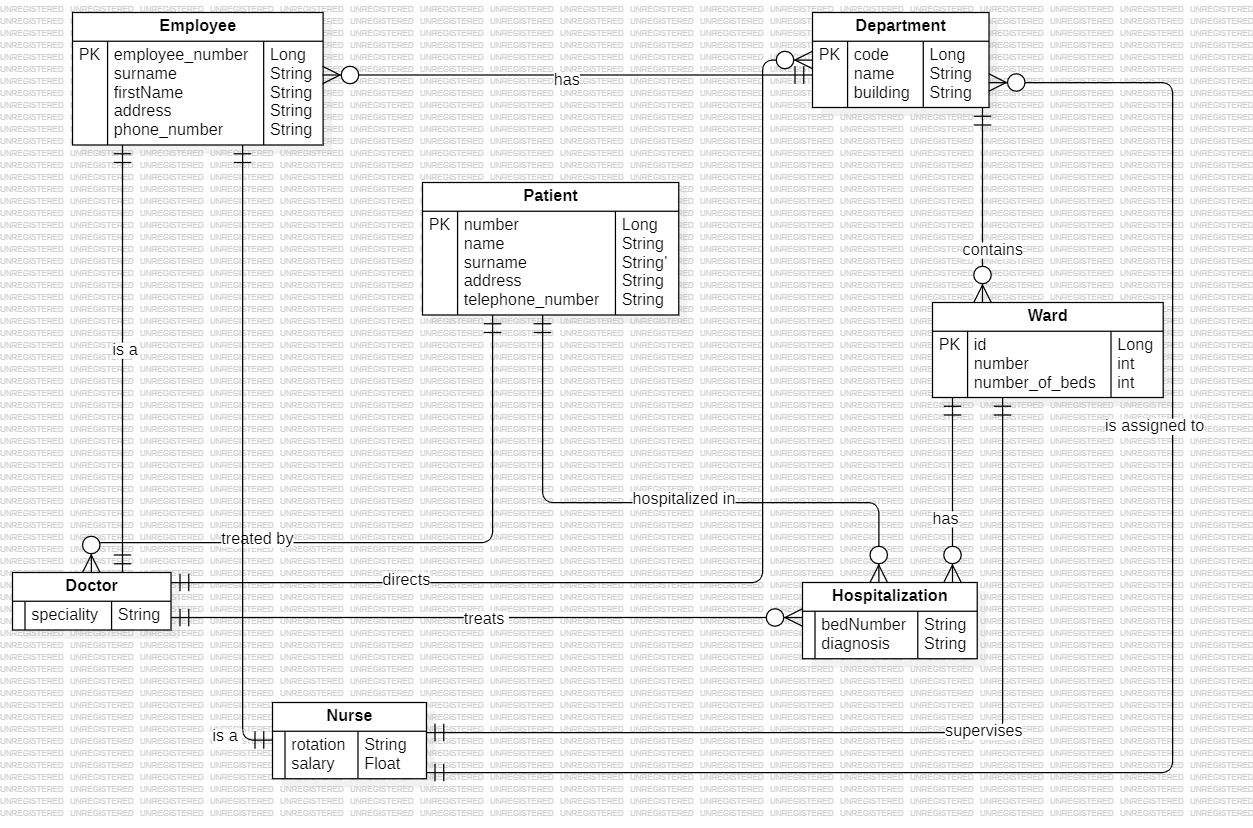 Employee
PK employee_number Long
surname String
firstName String
address String
phone_number String
has
Department
PK code Long
name String
building String
Patient
PK number Long
name String
surname String'
address String
telephone_number String
contains
Ward
PK id Long
number int
number_of_beds int
is a
is assigned to
hospitalized in
has
treated by
Doctor
speciality String
directs
treats
Hospitalization
bedNumber String
diagnosis String
Nurse
rotation String
salary Float
is a
supervises
UNREGISTERED